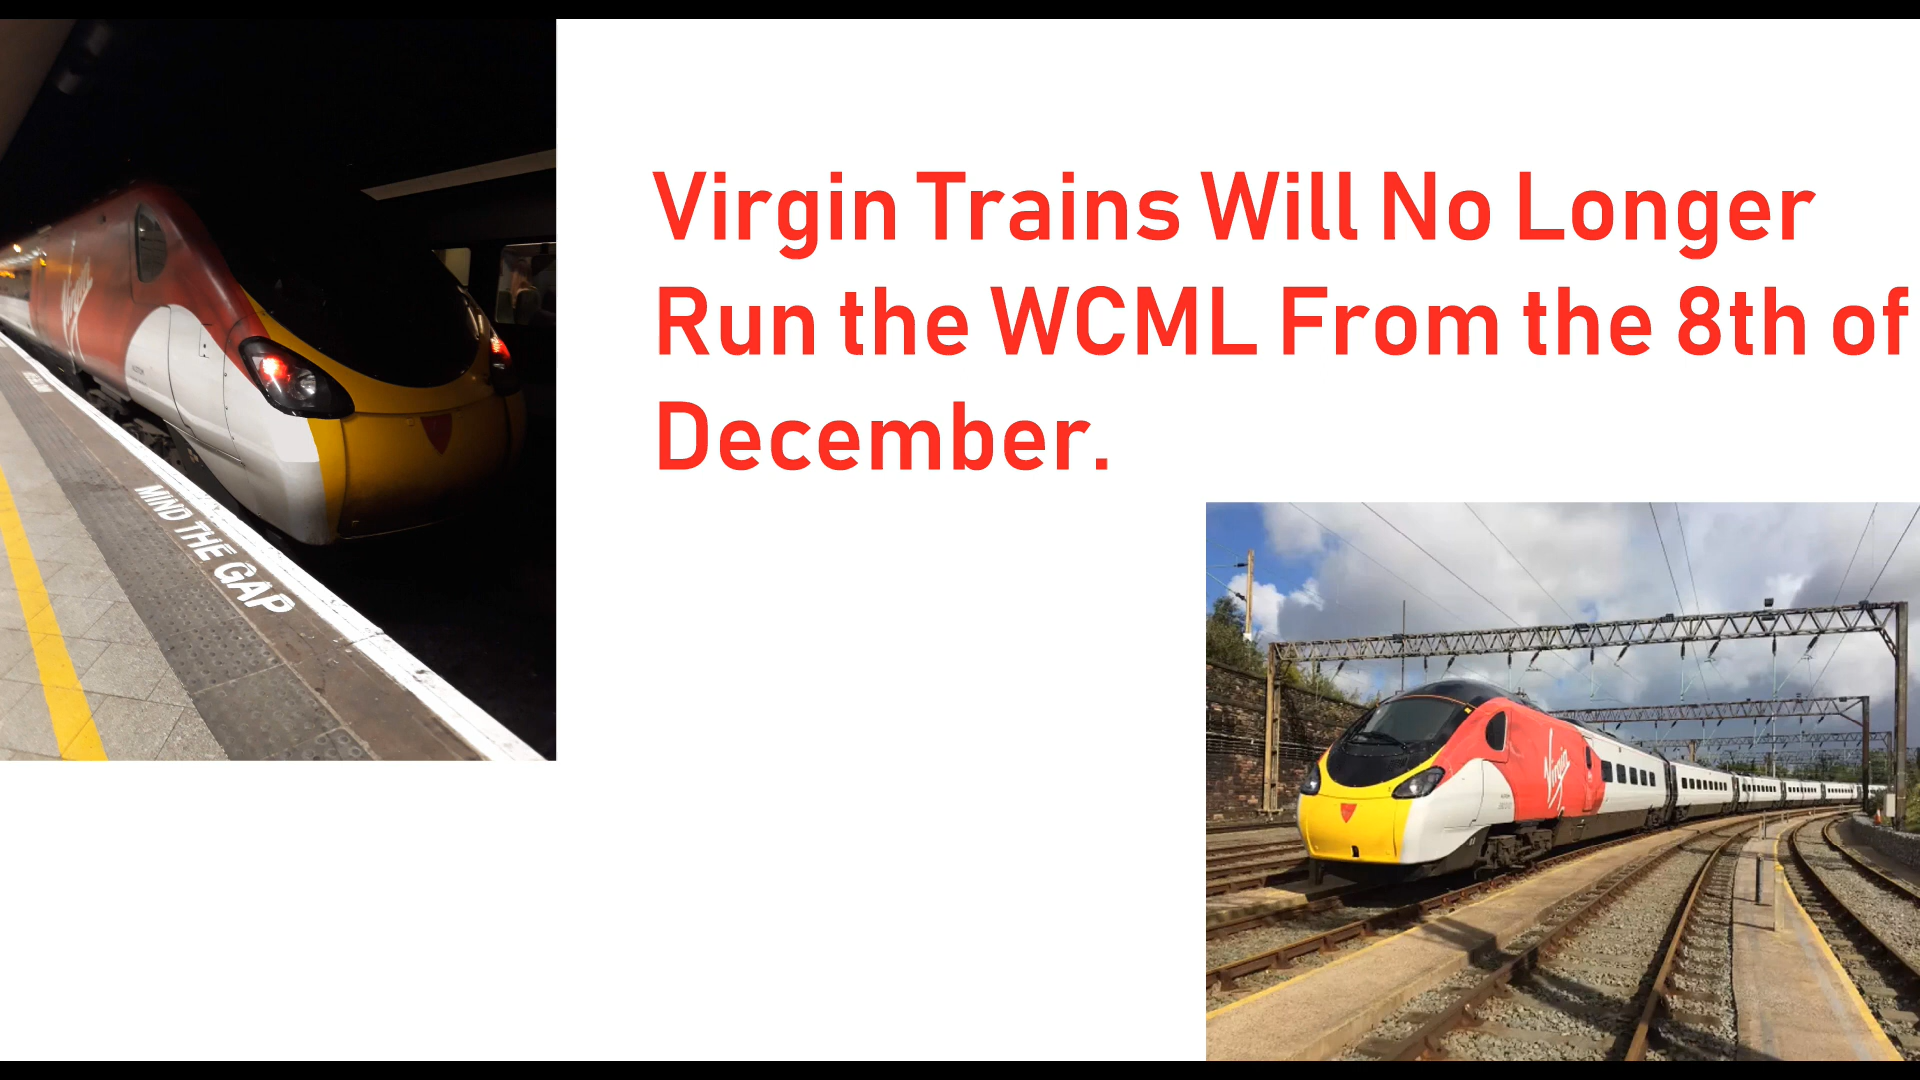 Virgin Trains Will No Longer
Run the WCML From the 8th of
December.
Virgin
MIND THE GAP
Virgin